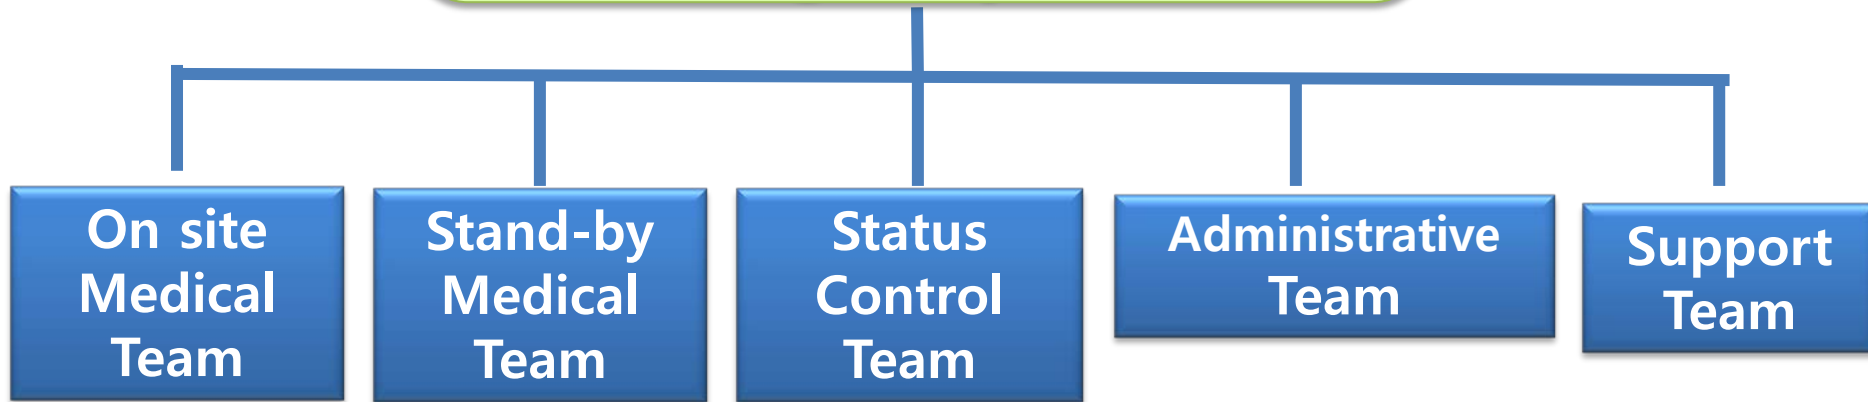 On site
Medical
Team
Stand-by
Medical
Team
Status
Control
Team
Administrative
Team
Support
Team